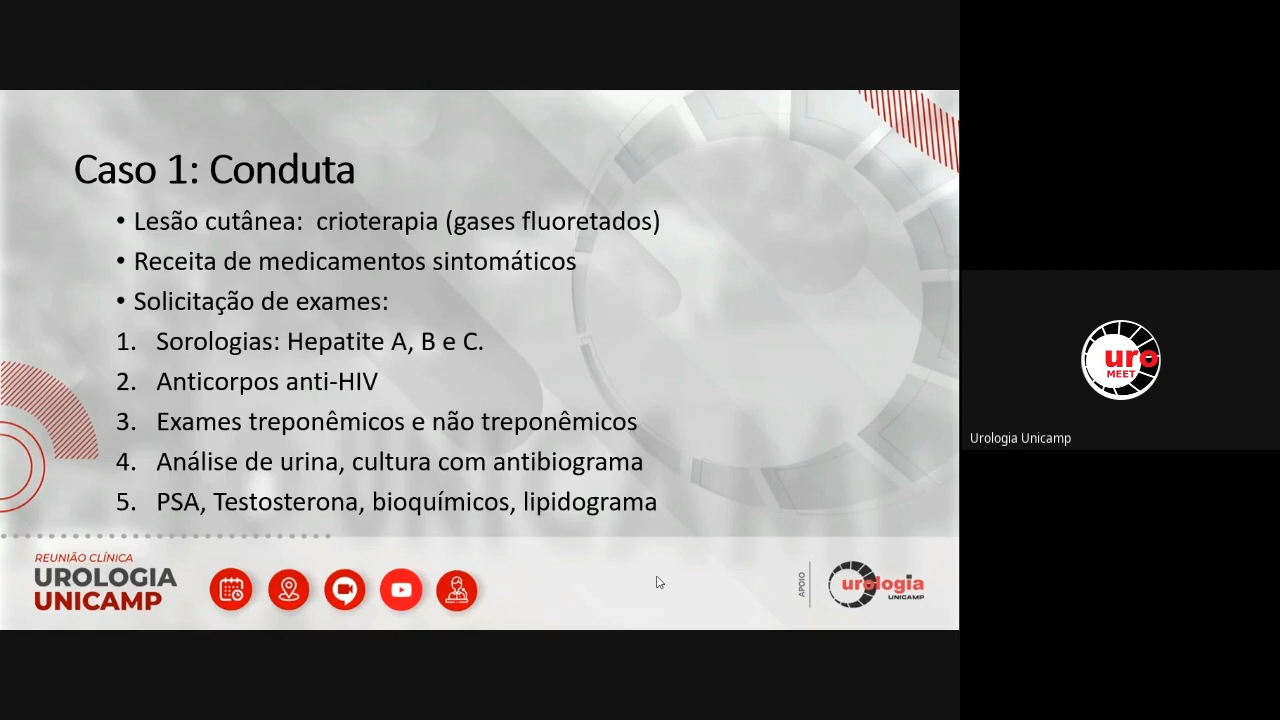 Caso 1: Conduta
• Lesão cutânea: crioterapia (gases fluoretados)
• Receita de medicamentos sintomáticos
• Solicitação de exames:
1. Sorologias: Hepatite A, B e C.
2. Anticorpos anti-HIV
3. Exames treponêmicos e não treponêmicos
4. Análise de urina, cultura com antibiograma
5. PSA, Testosterona, bioquímicos, lipidograma
REUNIÃO CLÍNICA
UROLOGIA
UNICAMP
APOIO
urologia
UNICAMP
uro
MEET
Urologia Unicamp